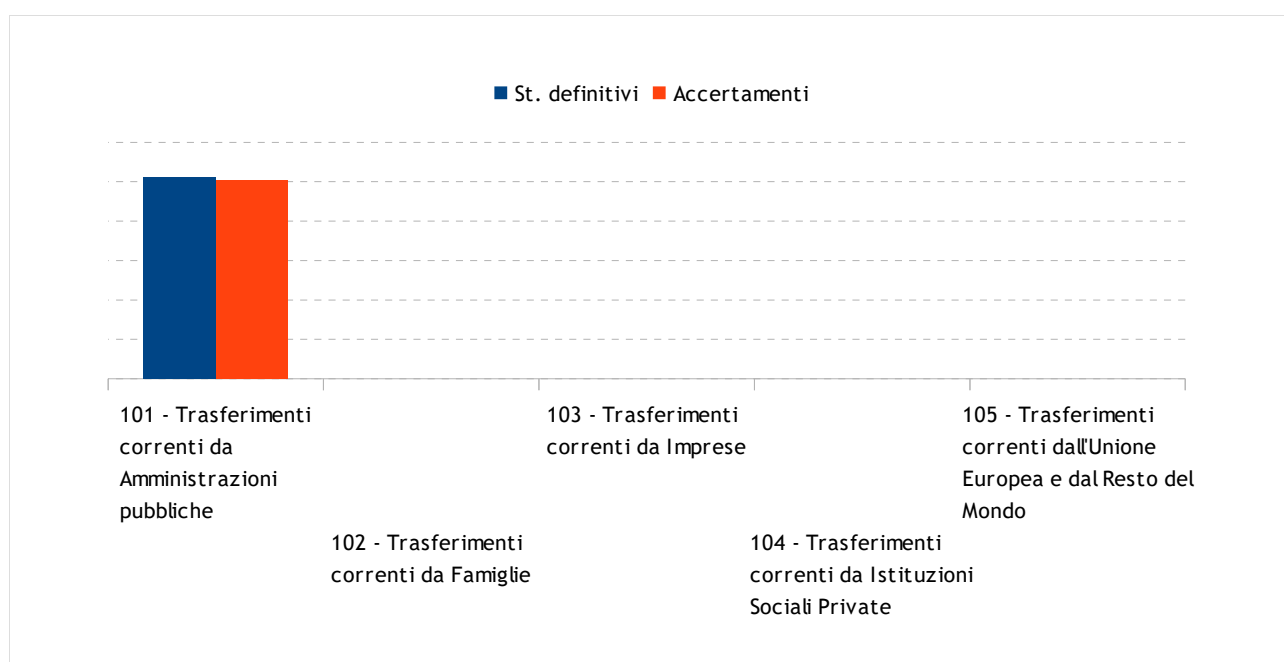 St. definitivi Accertamenti
101 - Trasferimenti
correnti da
Amministrazioni
pubbliche
102 - Trasferimenti
correnti da Famiglie
103 - Trasferimenti
correnti da Imprese
104 - Trasferimenti
correnti da Istituzioni
Sociali Private
105 - Trasferimenti
correnti dall'Unione
Europea e dal Resto del
Mondo